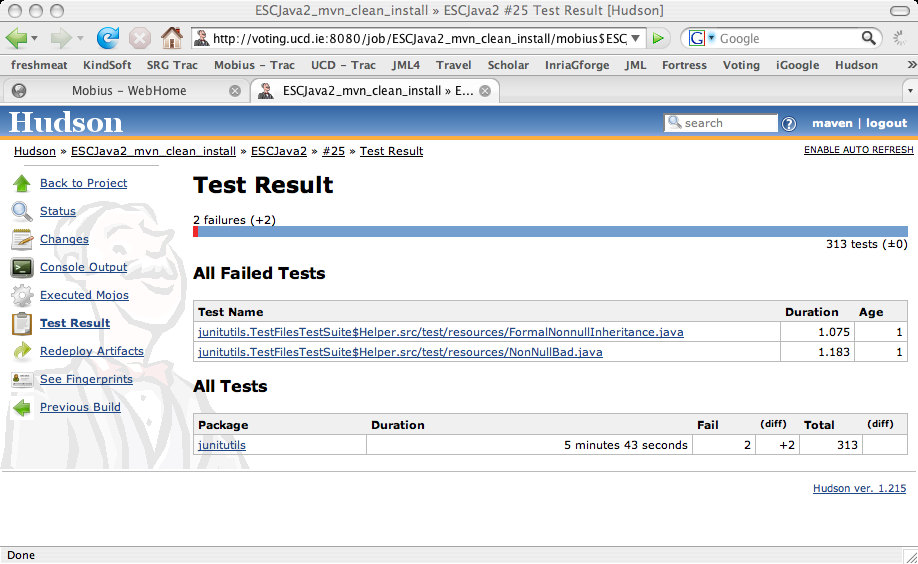 ESCJava2_mvn_clean_install » ESCJava2 #25 Test Result [Hudson]
http://voting.ucd.ie:8080/job/ESCJava2_mvn_clean_install/mobius$ESC
G Google
freshmeat KindSoft SRG Trac Mobius – Trac UCD – Trac JML4 Travel Scholar InriaGforge JML Fortress Voting iGoogle Hudson »
Mobius – WebHome ESCJava2_mvn_clean_install » E...
Hudson search ? maven | logout
Hudson » ESCJava2_mvn_clean_install » ESCJava2 » #25 » Test Result ENABLE AUTO REFRESH
Back to Project
Status
Changes
Console Output
Executed Mojos
Test Result
Redeploy Artifacts
See Fingerprints
Previous Build
Test Result
2 failures (+2)
313 tests (±0)
All Failed Tests
Test Name Duration Age
junitutils.TestFilesTestSuite$Helper.src/test/resources/FormalNonnullInheritance.java 1.075 1
junitutils.TestFilesTestSuite$Helper.src/test/resources/NonNullBad.java 1.183 1
All Tests
Package Duration Fail (diff) Total (diff)
junitutils 5 minutes 43 seconds 2 +2 313
Hudson ver. 1.215
Done